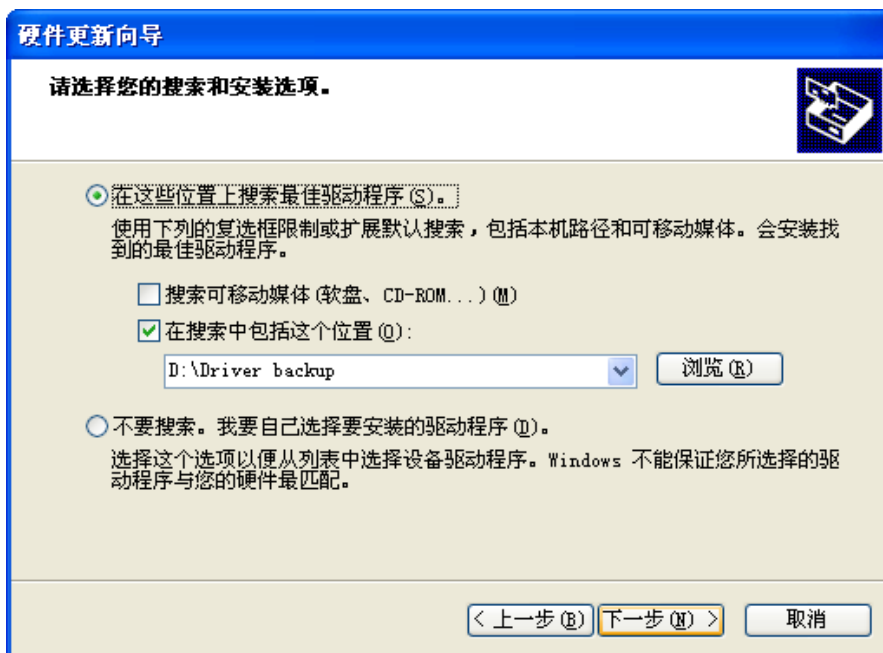 硬件更新向导
请选择您的搜索和安装选项。
在这些位置上搜索最佳驱动程序(S)。
使用下列的复选框限制或扩展默认搜索，包括本机路径和可移动媒体。会安装找
到的最佳驱动程序。
搜索可移动媒体(软盘、CD-ROM...)(M)
在搜索中包括这个位置(O):
D:\Driver backup
浏览(R)
不要搜索。我要自己选择要安装的驱动程序(D)。
选择这个选项以便从列表中选择设备驱动程序。Windows 不能保证您所选择的驱
动程序与您的硬件最匹配。
< 上一步(B) 下一步(N) > 取消